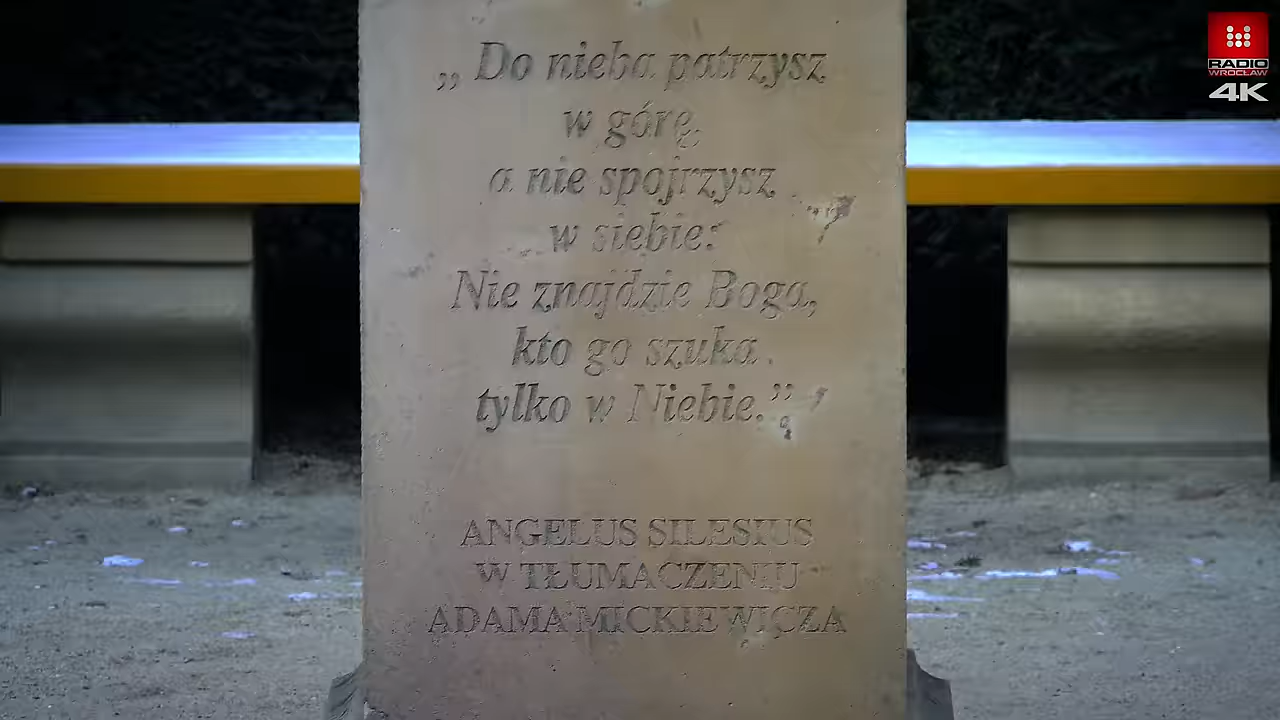 „Do nieba patrzysz
w górę,
a nie spojrzysz
w siebie:
Nie znajdzie Boga,
kto go szuka
tylko w Niebie.”
ANGELUS SILESIUS
W TŁUMACZENIU
ADAMA MICKIEWICZA
RADIO
WROCŁAW
4K